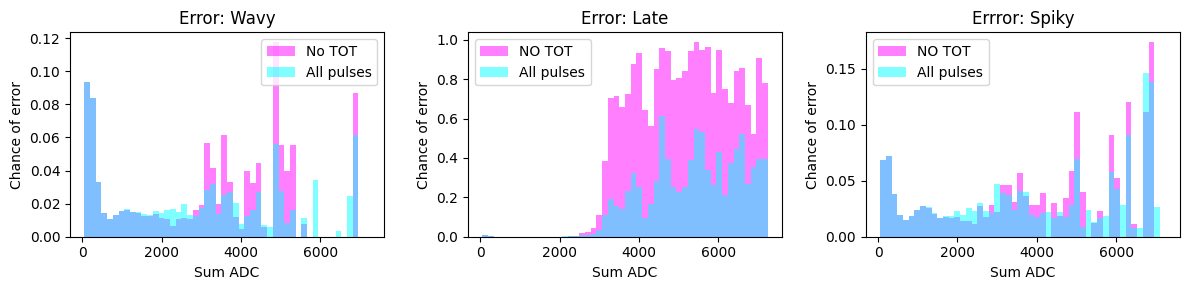 Error: Wavy
Chance of error
0.12
0.10
0.08
0.06
0.04
0.02
0.00
No TOT
All pulses
0 2000 4000 6000
Sum ADC
Error: Late
Chance of error
1.0
0.8
0.6
0.4
0.2
0.0
NO TOT
All pulses
0 2000 4000 6000
Sum ADC
Errror: Spiky
Chance of error
0.15
0.10
0.05
0.00
NO TOT
All pulses
0 2000 4000 6000
Sum ADC